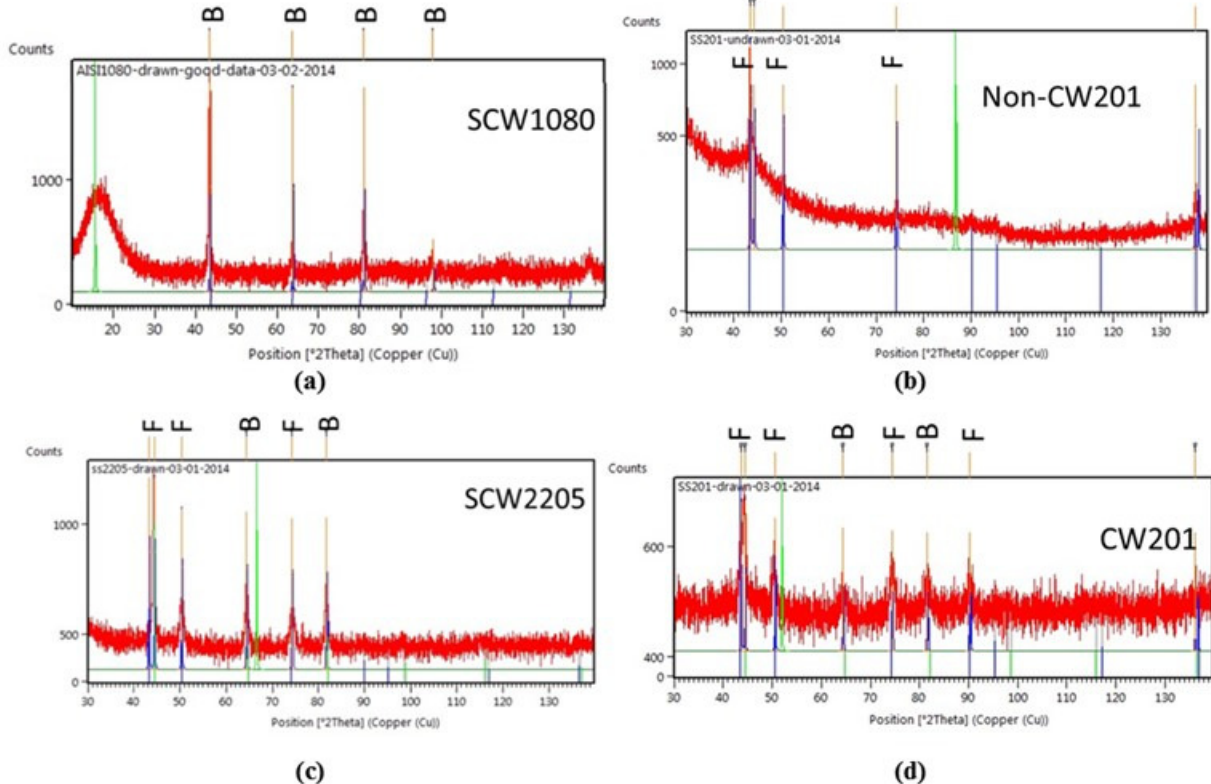 B B B B
Counts
AISI1080-drawn-good-data-03-02-2014
SCW1080
1000
0
20 30 40 50 60 70 80 90 100 110 120 130
Position [°2Theta] (Copper (Cu))
(a)
Counts
SS201-undrawn-03-01-2014
F F F
Non-CW201
1000
500
0
30 40 50 60 70 80 90 100 110 120 130
Position [°2Theta] (Copper (Cu))
(b)
F F B F B
Counts
ss2205-drawn-03-01-2014
SCW2205
1000
500
0
30 40 50 60 70 80 90 100 110 120 130
Position [°2Theta] (Copper (Cu))
(c)
F F B F B F
Counts
SS201-drawn-03-01-2014
CW201
600
400
0
30 40 50 60 70 80 90 100 110 120 130
Position [°2Theta] (Copper (Cu))
(d)